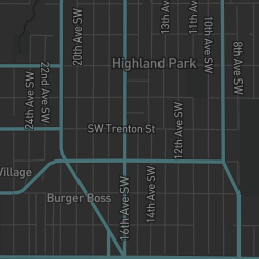 13th Ave SW
11th Ave SW
20th Ave SW
10th Ave SW
8th Ave SW
Highland Park
22nd Ave SW
24th Ave SW
SW Trenton St
12th Ave SW
Village
14th Ave SW
Burger Boss
16th Ave SW